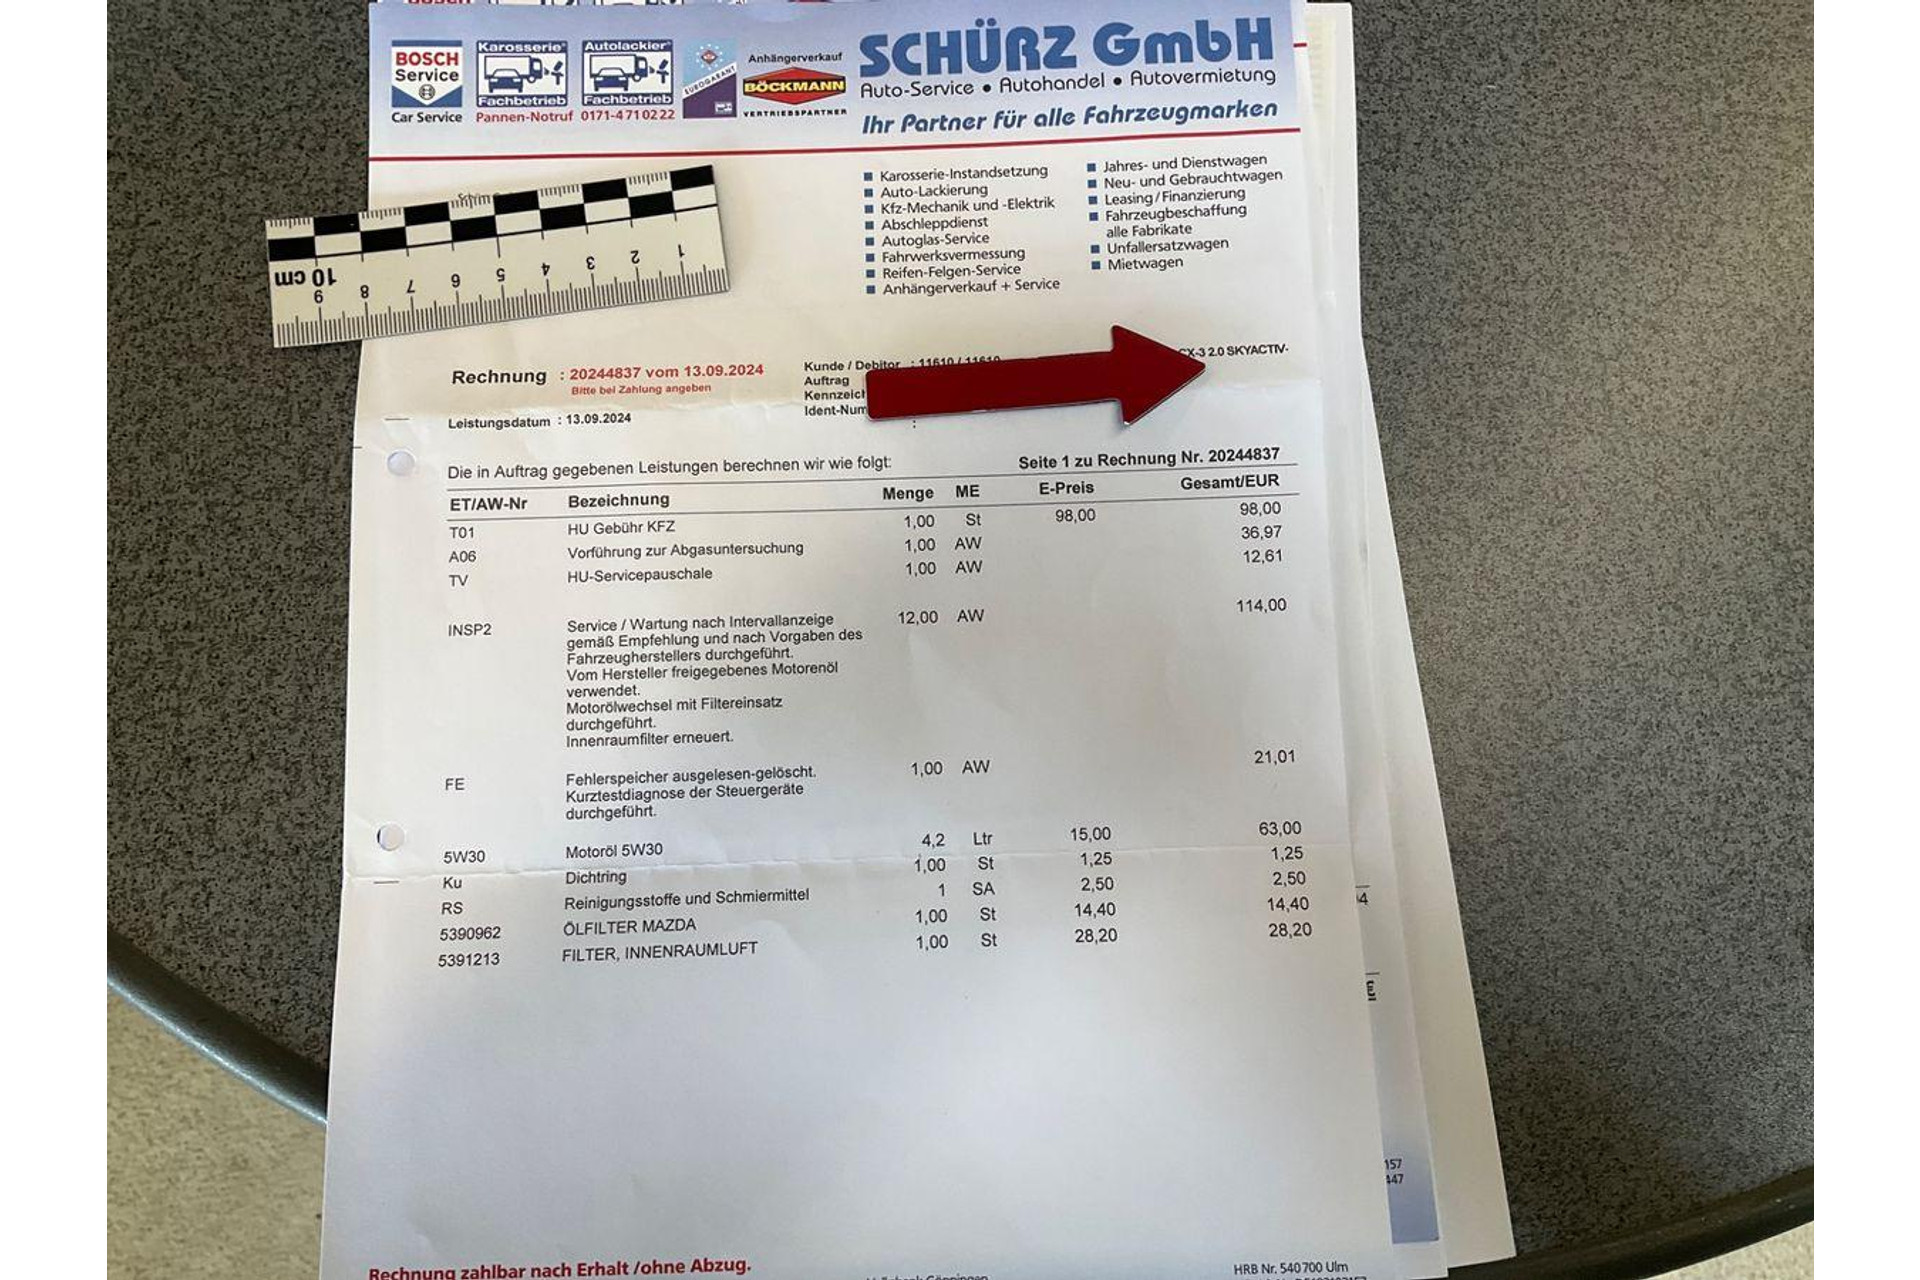 BOSCH
Service
Car Service
Karosserie
Fachbetrieb
Autolackier
Fachbetrieb
Pannen-Notruf 0171-4710222
EUROGARANT
Anhängerverkauf
BÖCKMANN
VERTRIEBSPARTNER
SCHÜRZ GmbH
Auto-Service • Autohandel • Autovermietung
Ihr Partner für alle Fahrzeugmarken
Karosserie-Instandsetzung
Auto-Lackierung
Kfz-Mechanik und -Elektrik
Abschleppdienst
Autoglas-Service
Fahrwerksvermessung
Reifen-Felgen-Service
Anhängerverkauf + Service
Jahres- und Dienstwagen
Neu- und Gebrauchtwagen
Leasing/Finanzierung
Fahrzeugbeschaffung
alle Fabrikate
Unfallersatzwagen
Mietwagen
10 cm 9 8 7 6 5 4 3 2 1
Rechnung : 20244837 vom 13.09.2024
Bitte bei Zahlung angeben
Leistungsdatum : 13.09.2024
Kunde / Debitor : 11610 / 11610
Auftrag
Kennzeich
Ident-Num
:
CX-3 2.0 SKYACTIV-
Die in Auftrag gegebenen Leistungen berechnen wir wie folgt:
Seite 1 zu Rechnung Nr. 20244837
ET/AW-Nr Bezeichnung Menge ME E-Preis Gesamt/EUR
T01 HU Gebühr KFZ 1,00 St 98,00 98,00
A06 Vorführung zur Abgasuntersuchung 1,00 AW 36,97
TV HU-Servicepauschale 1,00 AW 12,61
INSP2 Service / Wartung nach Intervallanzeige 12,00 AW 114,00
gemäß Empfehlung und nach Vorgaben des
Fahrzeugherstellers durchgeführt.
Vom Hersteller freigegebenes Motorenöl
verwendet.
Motorölwechsel mit Filtereinsatz
durchgeführt.
Innenraumfilter erneuert.
FE Fehlerspeicher ausgelesen-gelöscht. 1,00 AW 21,01
Kurztestdiagnose der Steuergeräte
durchgeführt.
5W30 Motoröl 5W30 4,2 Ltr 15,00 63,00
Ku Dichtring 1,00 St 1,25 1,25
RS Reinigungsstoffe und Schmiermittel 1 SA 2,50 2,50
5390962 ÖLFILTER MAZDA 1,00 St 14,40 14,40
5391213 FILTER, INNENRAUMLUFT 1,00 St 28,20 28,20
157
447
Rechnung zahlbar nach Erhalt /ohne Abzug.
HRB Nr. 540700 Ulm